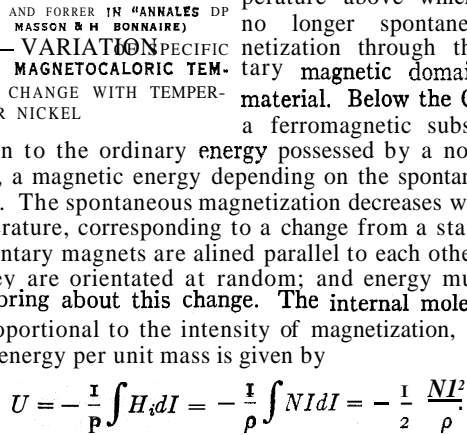 AND FORRER IN "ANNALES DP
MASSON & H BONNAIRE)
— VARIATION OF SPECIFIC
MAGNETOCALORIC TEM-
CHANGE WITH TEMPER-
R NICKEL
perature above which
no longer spontane
netization through th
tary magnetic domai
material. Below the C
a ferromagnetic subs
n to the ordinary energy possessed by a no
, a magnetic energy depending on the spontan
. The spontaneous magnetization decreases w
rature, corresponding to a change from a sta
ntary magnets are alined parallel to each othe
ey are orientated at random; and energy mu
bring about this change. The internal mole
oportional to the intensity of magnetization,
energy per unit mass is given by
U = − 1/p ∫ H_i dI = − 1/ρ ∫ NIdI = − 1/2 NI²/ρ.